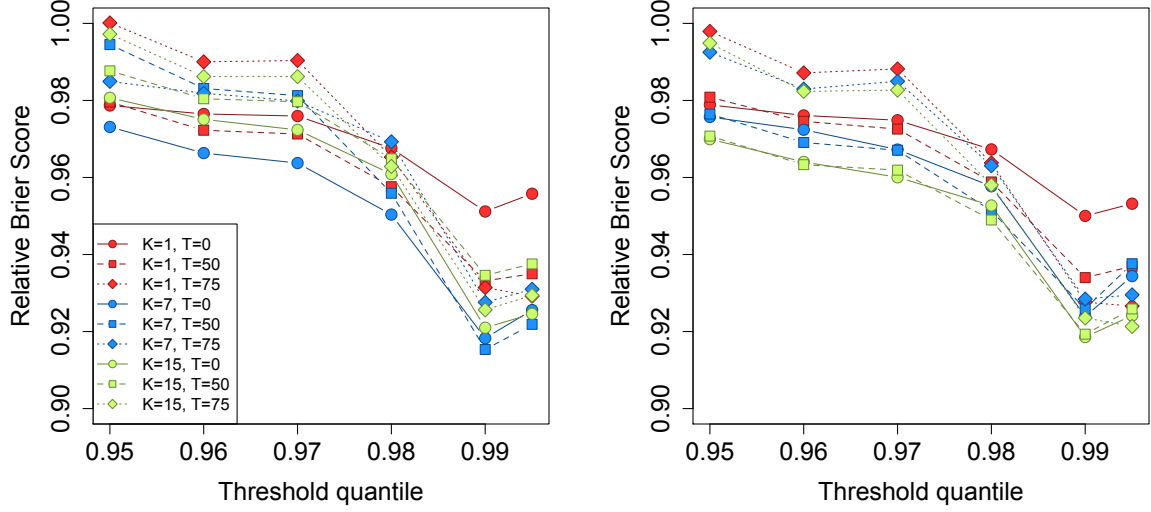 Relative Brier Score
1.00
0.98
0.96
0.94
0.92
0.90
K=1, T=0
K=1, T=50
K=1, T=75
K=7, T=0
K=7, T=50
K=7, T=75
K=15, T=0
K=15, T=50
K=15, T=75
0.95 0.96 0.97 0.98 0.99
Threshold quantile
Relative Brier Score
1.00
0.98
0.96
0.94
0.92
0.90
0.95 0.96 0.97 0.98 0.99
Threshold quantile